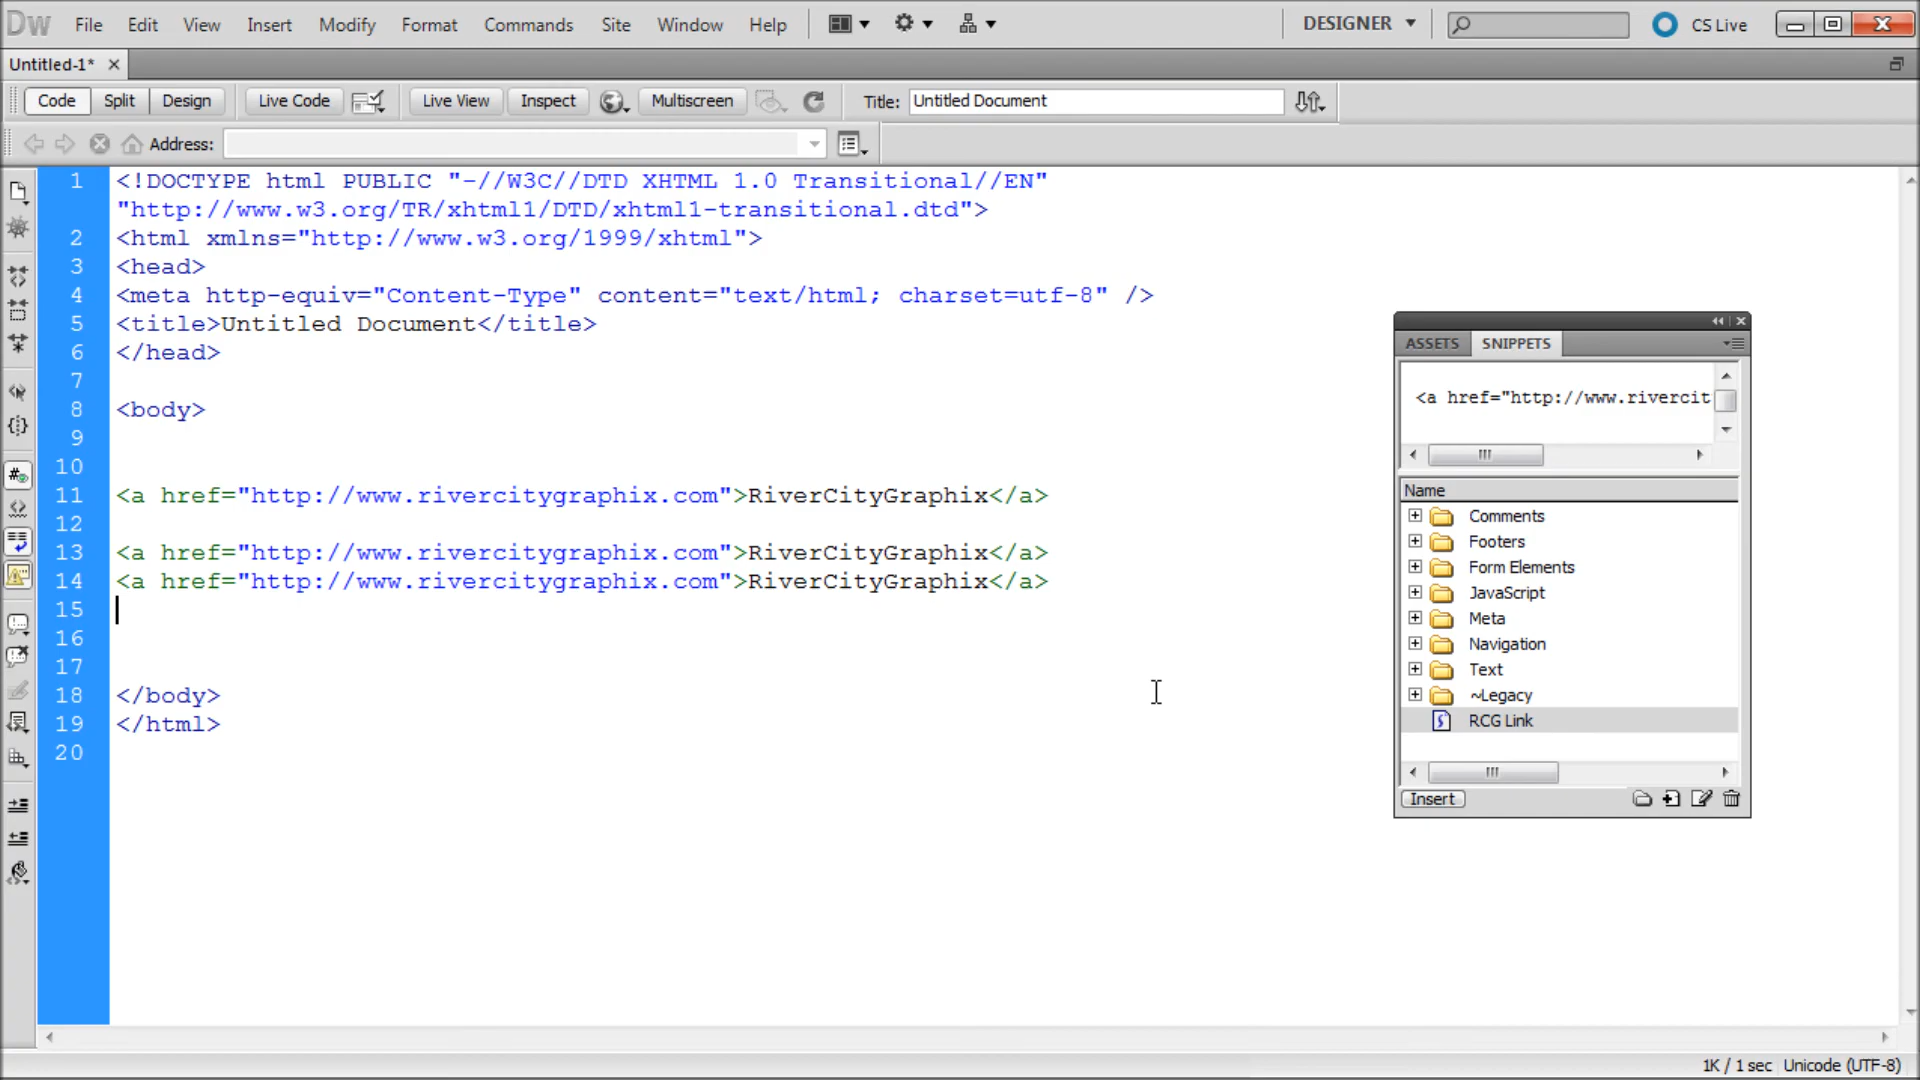 Dw File Edit View Insert Modify Format Commands Site Window Help DESIGNER CS Live
Untitled-1*
Code Split Design Live Code Live View Inspect Multiscreen Title: Untitled Document
Address:
1 <!DOCTYPE html PUBLIC "-//W3C//DTD XHTML 1.0 Transitional//EN"
"http://www.w3.org/TR/xhtml1/DTD/xhtml1-transitional.dtd">
2 <html xmlns="http://www.w3.org/1999/xhtml">
3 <head>
4 <meta http-equiv="Content-Type" content="text/html; charset=utf-8" />
5 <title>Untitled Document</title>
6 </head>
7
8 <body>
9
10
11 <a href="http://www.rivercitygraphix.com">RiverCityGraphix</a>
12
13 <a href="http://www.rivercitygraphix.com">RiverCityGraphix</a>
14 <a href="http://www.rivercitygraphix.com">RiverCityGraphix</a>
15
16
17
18 </body>
19 </html>
20
ASSETS SNIPPETS
<a href="http://www.rivercit
Name
Comments
Footers
Form Elements
JavaScript
Meta
Navigation
Text
~Legacy
RCG Link
Insert
1K / 1 sec Unicode (UTF-8)